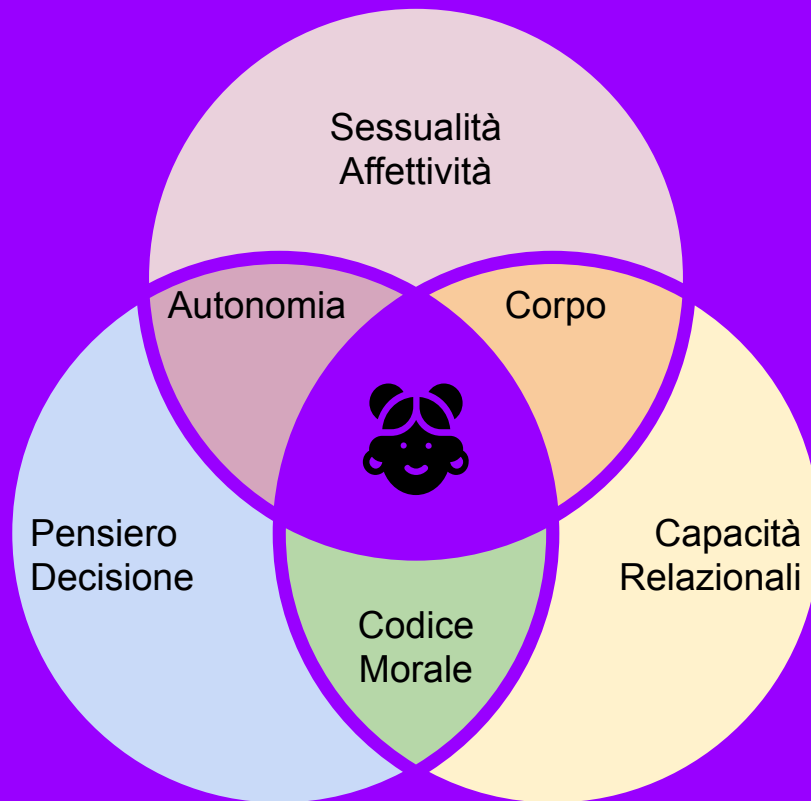 Sessualità
Affettività
Autonomia
Corpo
Pensiero
Decisione
Capacità
Relazionali
Codice
Morale